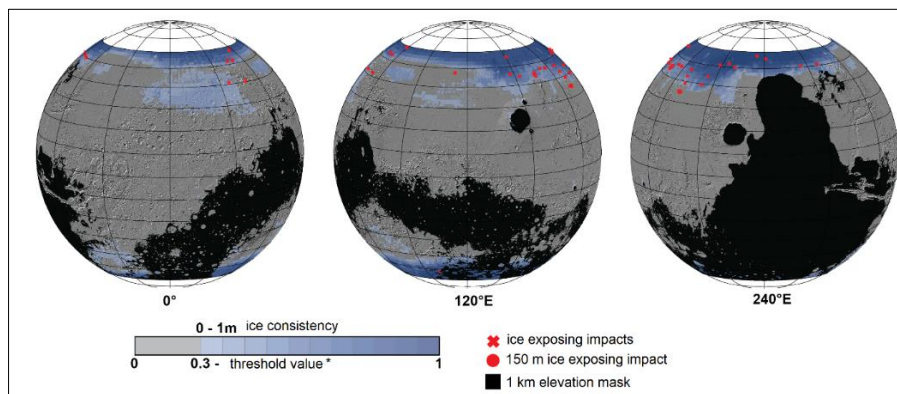 0°
120°E
240°E
0 - 1m ice consistency
0
0.3 - threshold value *
1
ice exposing impacts
150 m ice exposing impact
1 km elevation mask